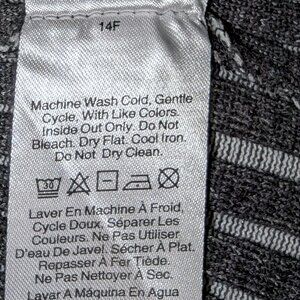 14F
Machine Wash Cold, Gentle
Cycle, With Like Colors.
Inside Out Only. Do Not
Bleach. Dry Flat. Cool Iron.
Do Not Dry Clean.
30
Laver En Machine À Froid,
Cycle Doux, Séparer Les
Couleurs. Ne Pas Utiliser
D'eau De Javel. Sécher À Plat.
Repasser À Fer Tiède.
Ne Pas Nettoyer À Sec.
Lavar A Máquina En Agua